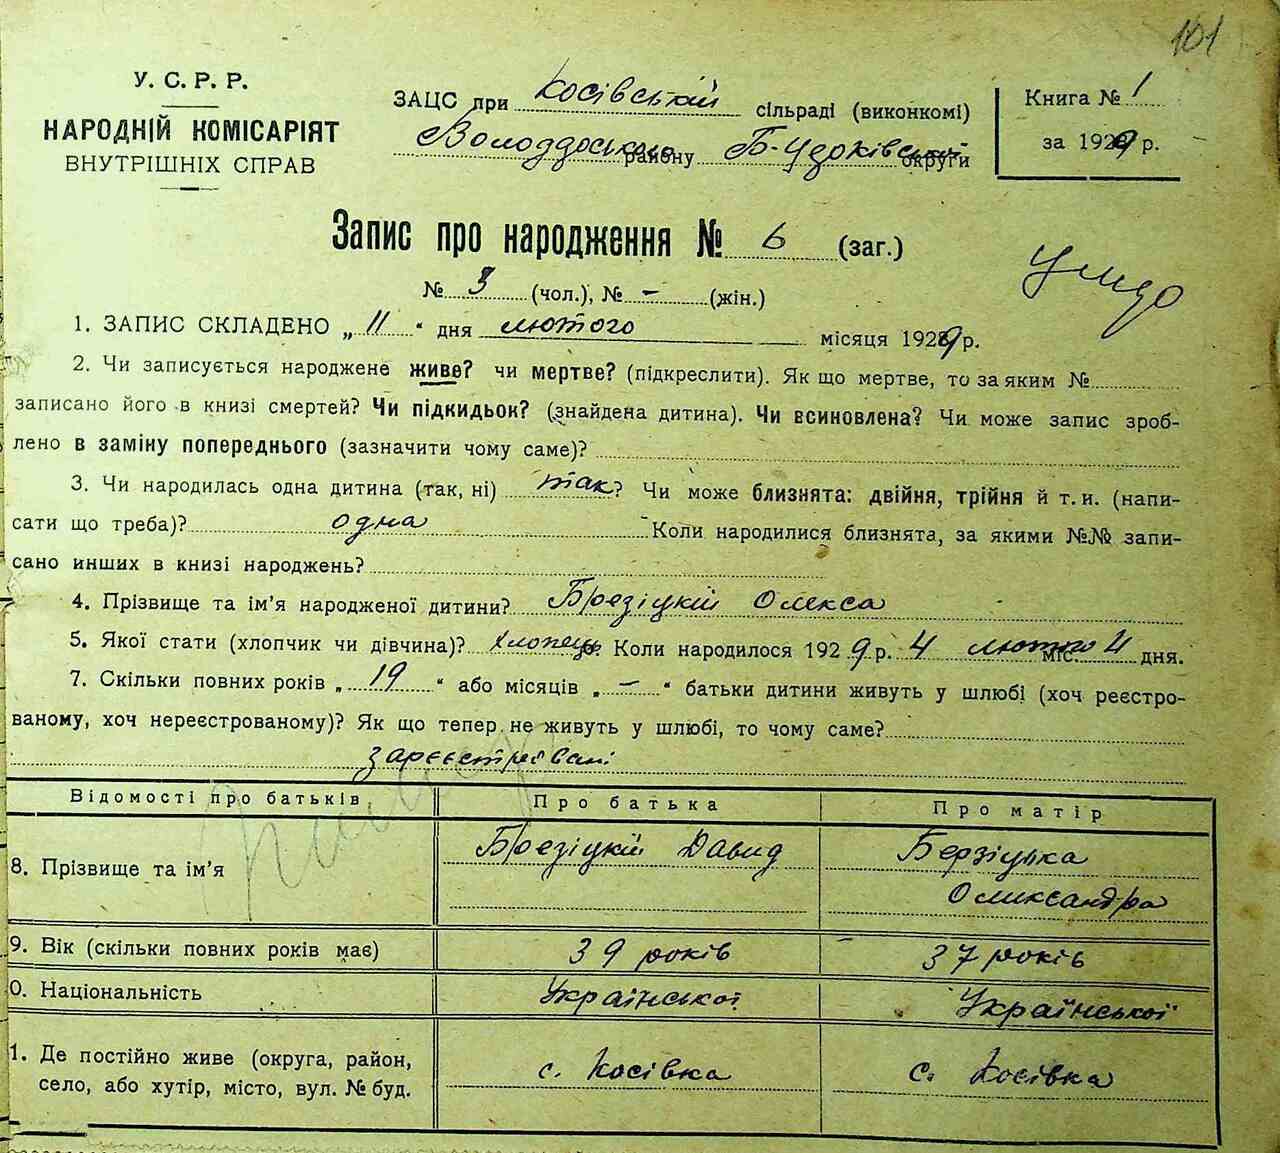 101
У. С. Р. Р.
НАРОДНІЙ КОМІСАРІЯТ
ВНУТРІШНІХ СПРАВ
ЗАЦС при Косівській сільраді (виконкомі)
району Б- округи
Книга № 1
за 1929 р.
Запис про народження № 6 (заг.)
№ 3 (чол.), № - (жін.)
1. ЗАПИС СКЛАДЕНО „ 11 “ дня лютого місяця 1929 р.
2. Чи записується народжене живе? чи мертве? (підкреслити). Як що мертве, то за яким №
записано його в книзі смертей? Чи підкидьок? (знайдена дитина). Чи всиновлена? Чи може запис зроб-
лено в заміну попереднього (зазначити чому саме)?
3. Чи народилась одна дитина (так, ні) так? Чи може близнята: двійня, трійня й т. и. (напи-
сати що треба)? одна Коли народилися близнята, за якими №№ запи-
сано инших в книзі народжень?
4. Прізвище та ім’я народженої дитини? Брезіцкій Олекса
5. Якої стати (хлопчик чи дівчина)? хлопець. Коли народилося 1929 р. 4 лютого міс. 4 дня.
7. Скільки повних років „ 19 “ або місяців „ - “ батьки дитини живуть у шлюбі (хоч реєстро-
ваному, хоч нереєстрованому)? Як що тепер не живуть у шлюбі, то чому саме?
зареєстріовані
Відомості про батьків Про батька Про матір
8. Прізвище та ім’я Брезіцкій Давид Берзіцька
Олександра
9. Вік (скільки повних років має) 39 років 37 років
0. Національність Української Української
1. Де постійно живе (округа, район, с. Косівка с. Косівка
село, або хутір, місто, вул. № буд.